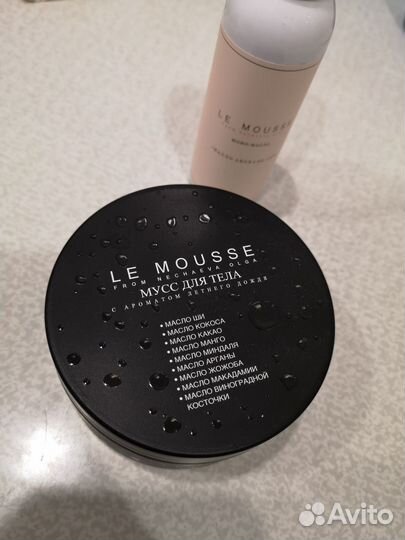 LE MOUSSE
LE MOUSSE
FROM NECHAEVA OLGA
МУСС ДЛЯ ТЕЛА
С АРОМАТОМ ЛЕТНЕГО ДОЖДЯ
• МАСЛО ШИ
• МАСЛО КОКОСА
• МАСЛО КАКАО
• МАСЛО МАНГО
• МАСЛО МИНДАЛЯ
• МАСЛО АРГАНЫ
• МАСЛО ЖОЖОБА
• МАСЛО МАКАДАМИИ
• МАСЛО ВИНОГРАДНОЙ
КОСТОЧКИ
Avito